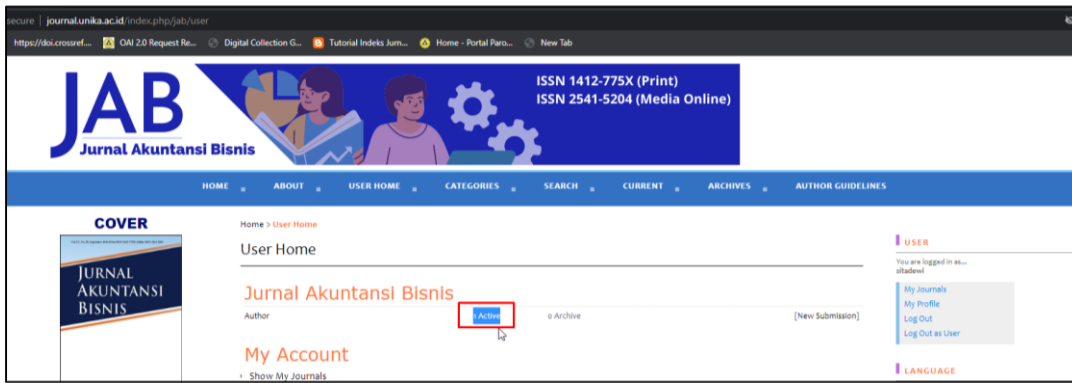 secure | journal.unika.ac.id/index.php/jab/user
https://doi.crossref.... OAI 2.0 Request Re... Digital Collection G... Tutorial Indeks Jurn... Home - Portal Paro... New Tab
JAB
Jurnal Akuntansi Bisnis
ISSN 1412-775X (Print)
ISSN 2541-5204 (Media Online)
HOME ABOUT USER HOME CATEGORIES SEARCH CURRENT ARCHIVES AUTHOR GUIDELINES
COVER
JURNAL
AKUNTANSI
BISNIS
Home > User Home
User Home
Jurnal Akuntansi Bisnis
Author 1 Active 0 Archive [New Submission]
My Account
› Show My Journals
USER
You are logged in as...
sitadewi
My Journals
My Profile
Log Out
Log Out as User
LANGUAGE